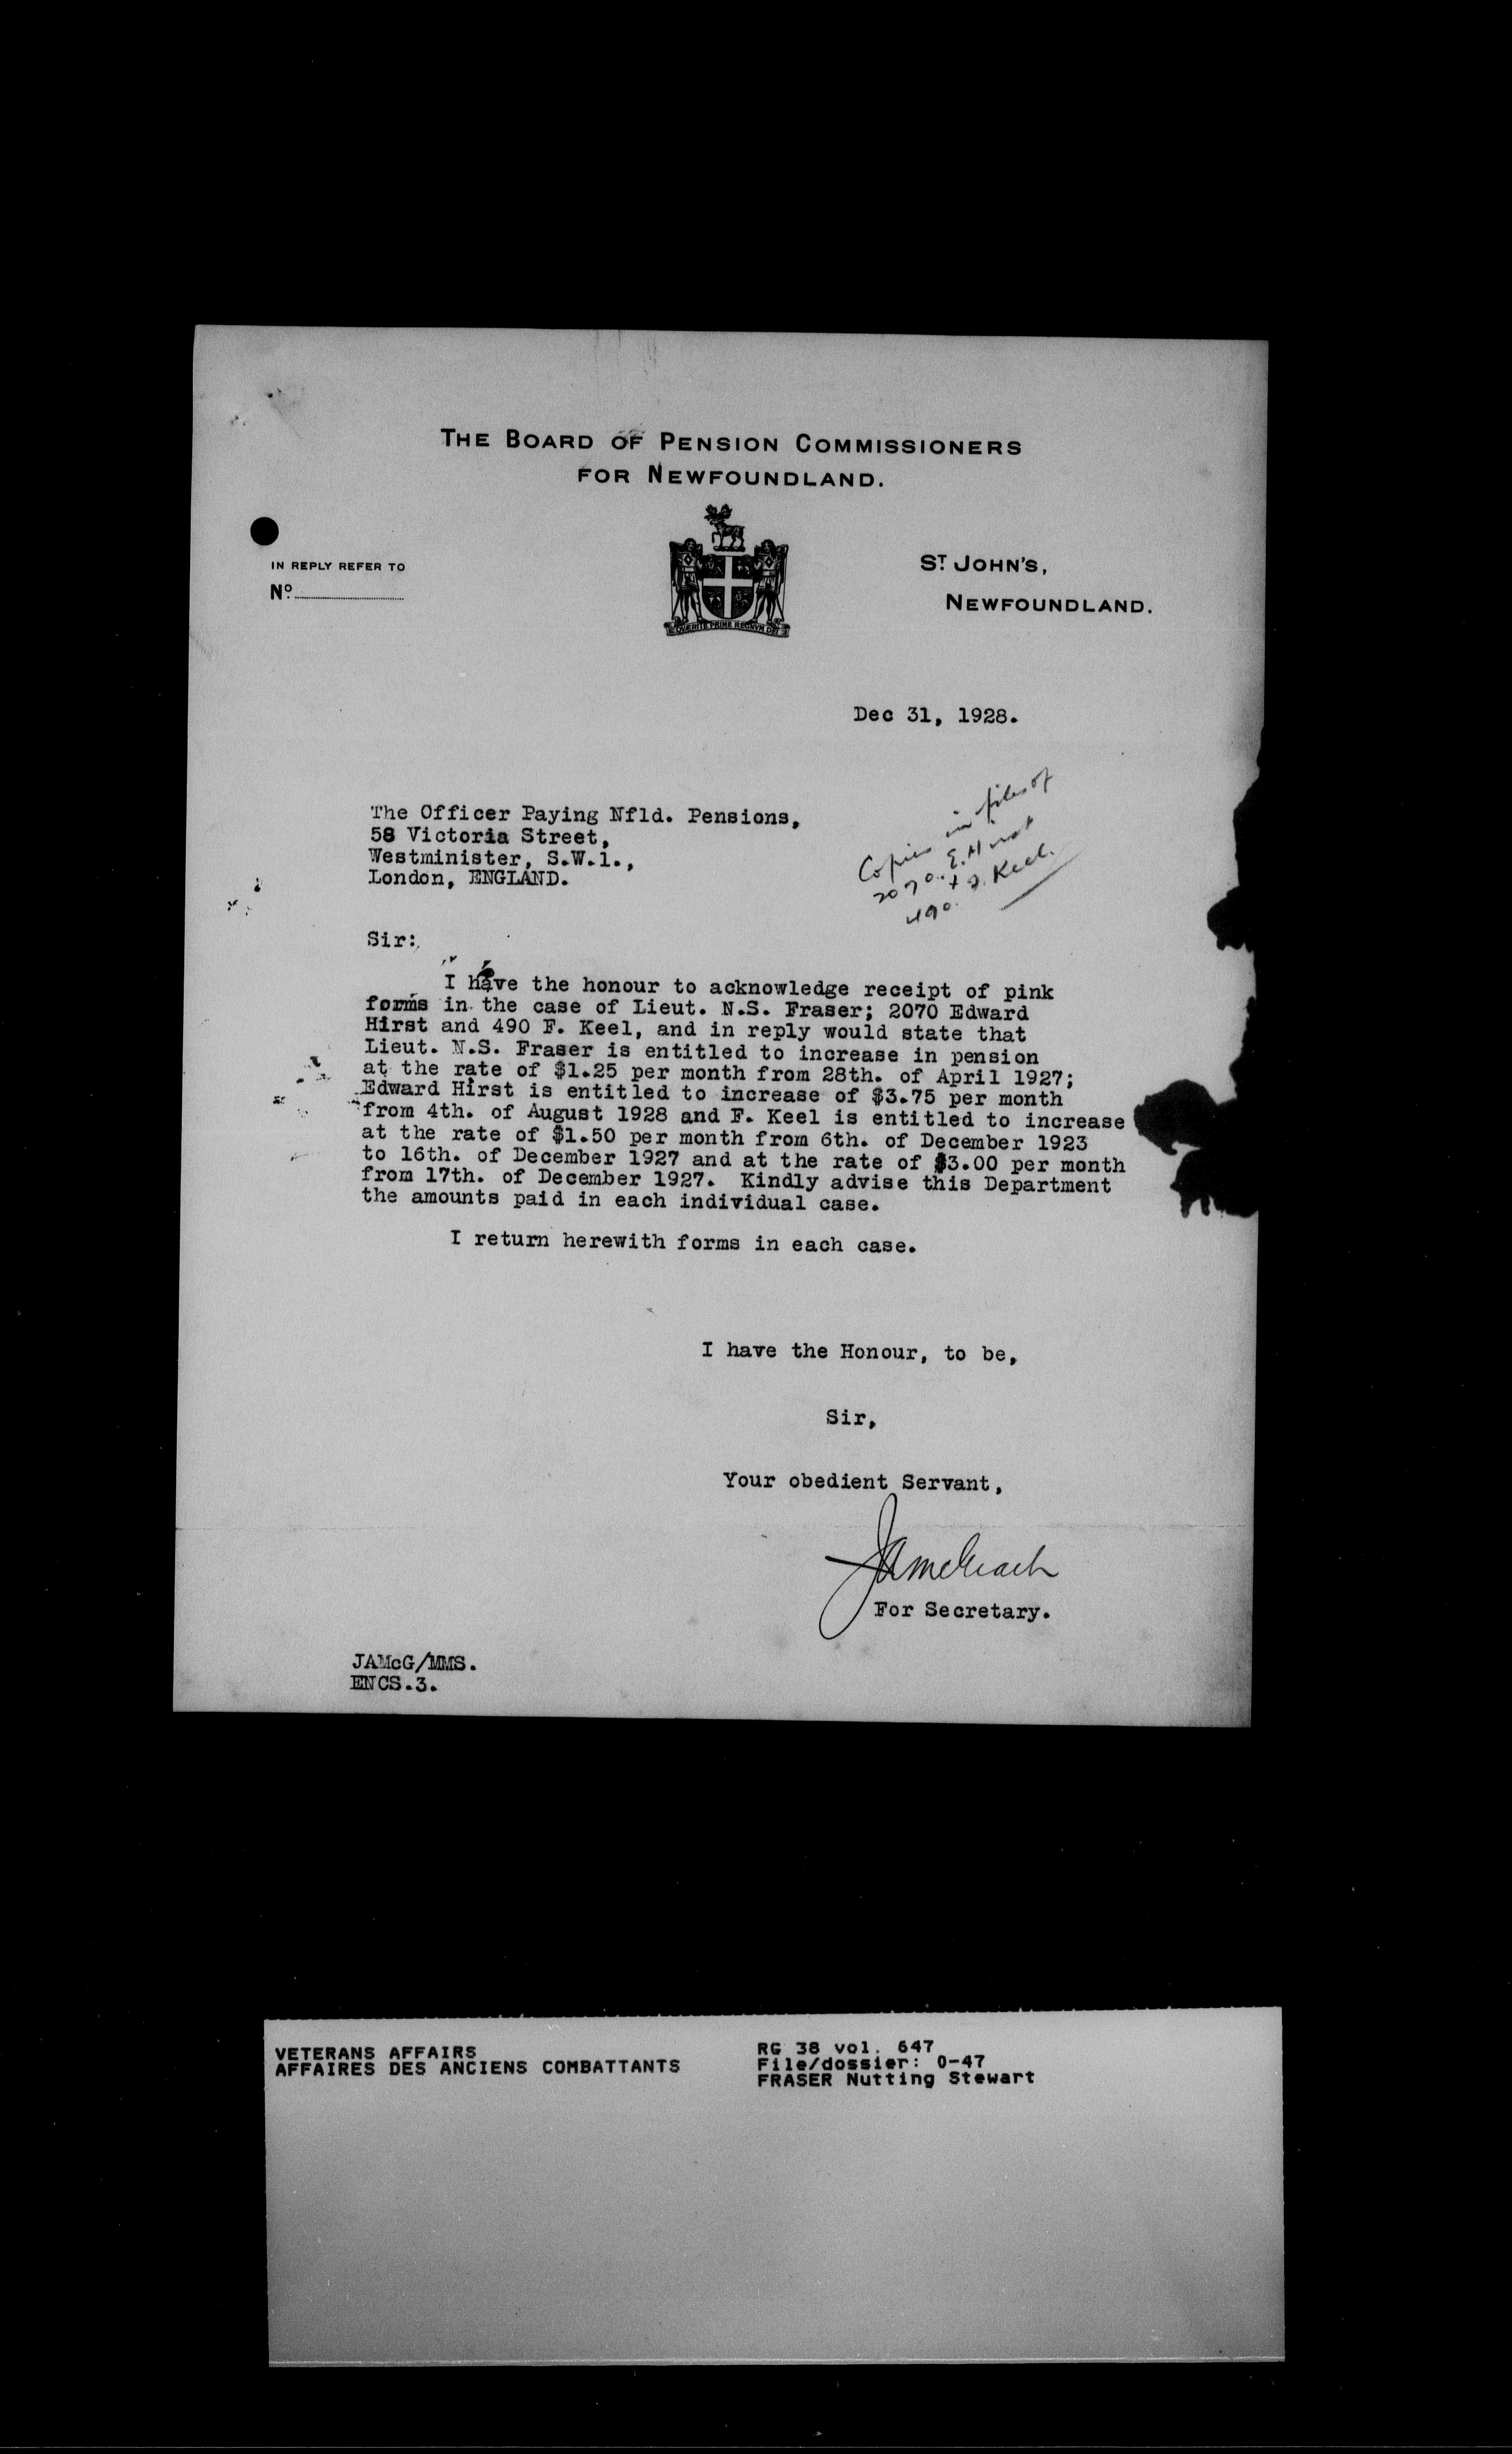 THE BOARD OF PENSION COMMISSIONERS
FOR NEWFOUNDLAND.
IN REPLY REFER TO
No.
ST. JOHN'S,
NEWFOUNDLAND.
QUÆRITE PRIME REGNVM DEI
Dec 31, 1928.
The Officer Paying Nfld. Pensions,
58 Victoria Street,
Westminister, S.W.1.,
London, ENGLAND.
Copies in files of
2070. E. Hirst
+
490. F. Keel.
Sir:
I have the honour to acknowledge receipt of pink
forms in the case of Lieut. N.S. Fraser; 2070 Edward
Hirst and 490 F. Keel, and in reply would state that
Lieut. N.S. Fraser is entitled to increase in pension
at the rate of $1.25 per month from 28th. of April 1927;
Edward Hirst is entitled to increase of $3.75 per month
from 4th. of August 1928 and F. Keel is entitled to increase
at the rate of $1.50 per month from 6th. of December 1923
to 16th. of December 1927 and at the rate of $3.00 per month
from 17th. of December 1927. Kindly advise this Department
the amounts paid in each individual case.
I return herewith forms in each case.
I have the Honour, to be,
Sir,
Your obedient Servant,
For Secretary.
JAMcG/MMS.
ENCS.3.
VETERANS AFFAIRS
AFFAIRES DES ANCIENS COMBATTANTS
RG 38 vol. 647
File/dossier: 0-47
FRASER Nutting Stewart